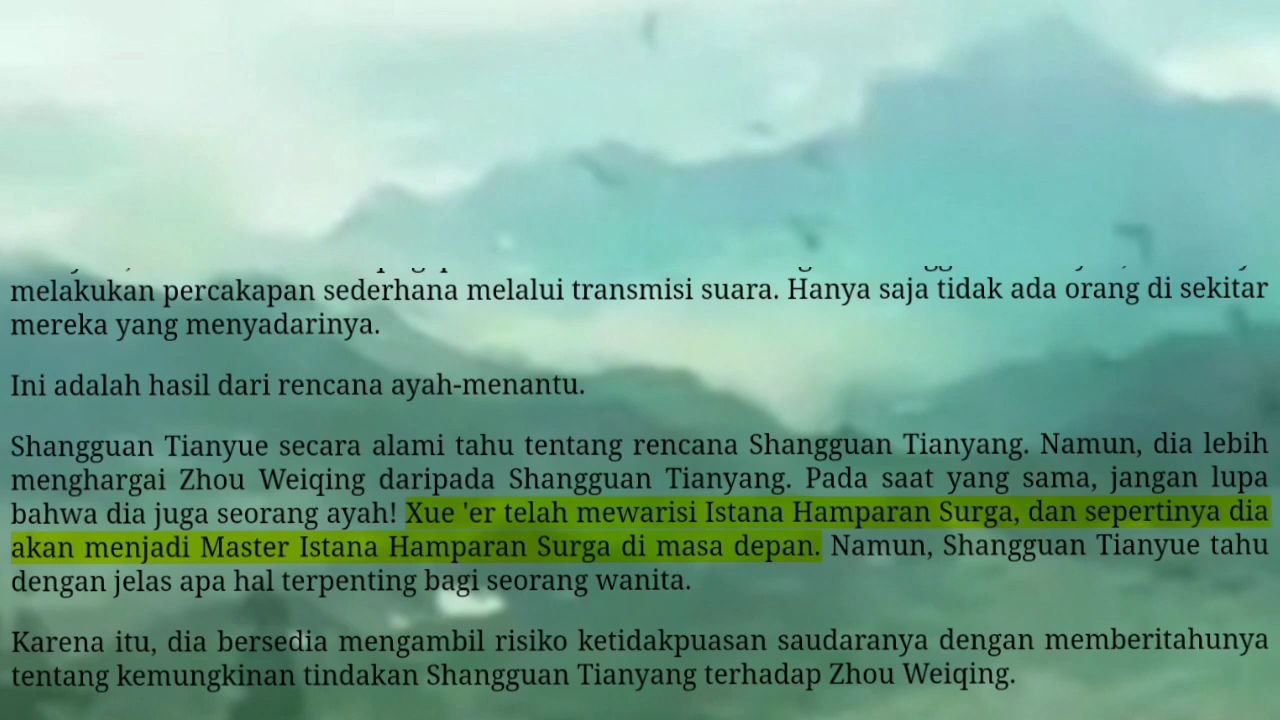 melakukan percakapan sederhana melalui transmisi suara. Hanya saja tidak ada orang di sekitar
mereka yang menyadarinya.
Ini adalah hasil dari rencana ayah-menantu.
Shangguan Tianyue secara alami tahu tentang rencana Shangguan Tianyang. Namun, dia lebih
menghargai Zhou Weiqing daripada Shangguan Tianyang. Pada saat yang sama, jangan lupa
bahwa dia juga seorang ayah! Xue 'er telah mewarisi Istana Hamparan Surga, dan sepertinya dia
akan menjadi Master Istana Hamparan Surga di masa depan. Namun, Shangguan Tianyue tahu
dengan jelas apa hal terpenting bagi seorang wanita.
Karena itu, dia bersedia mengambil risiko ketidakpuasan saudaranya dengan memberitahunya
tentang kemungkinan tindakan Shangguan Tianyang terhadap Zhou Weiqing.